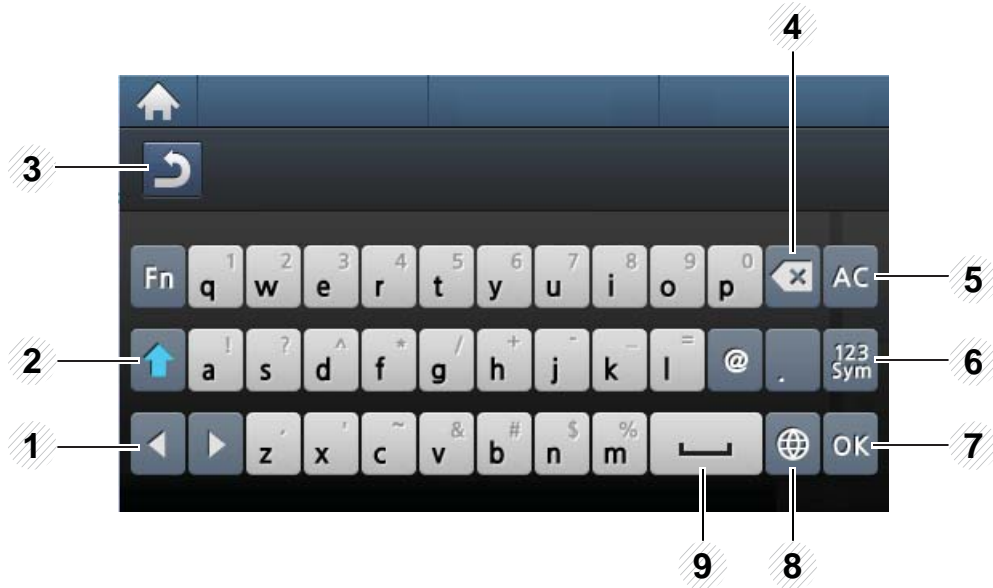 4
3
Fn 1 q 2 w 3 e 4 r 5 t 6 y 7 u 8 i 9 o 0 p × AC 5
2 ! a ? s ^ d * f / g + h - j _ k = l @ . 123 Sym 6
1 , z ' x ~ c & v # b $ n % m OK 7
9 8